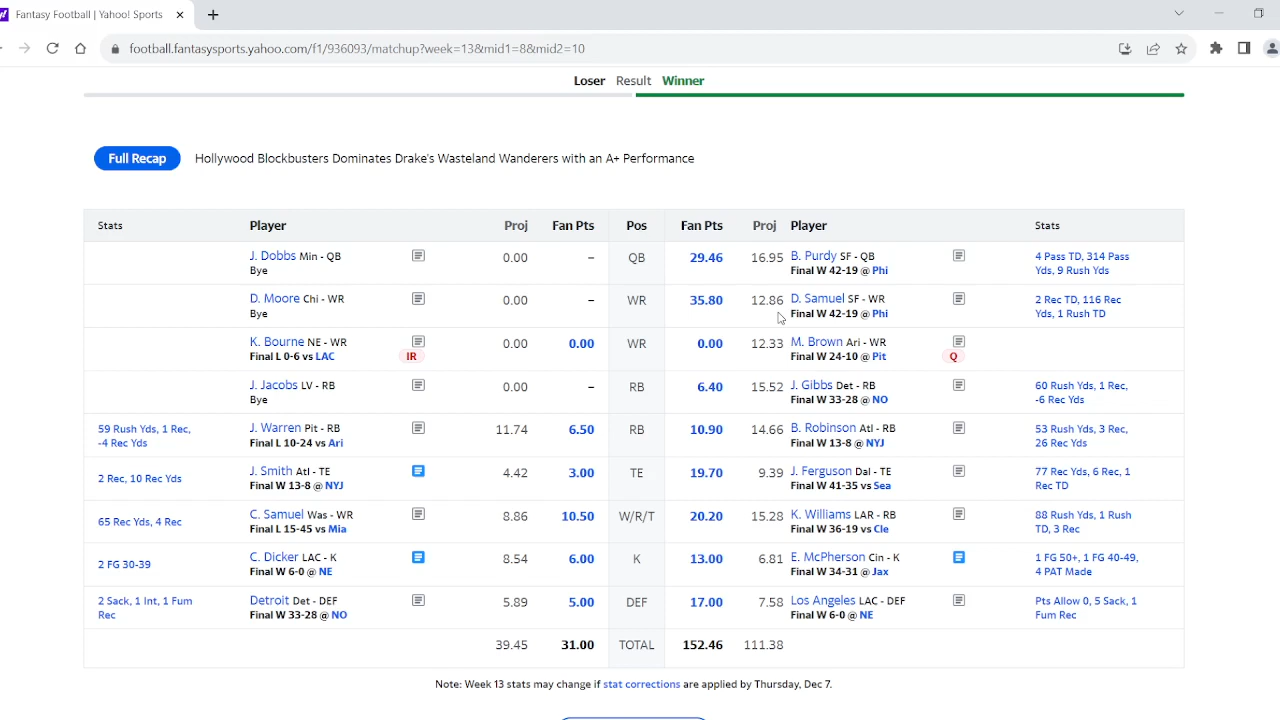 Fantasy Football | Yahoo! Sports
football.fantasysports.yahoo.com/f1/936093/matchup?week=13&mid1=8&mid2=10
Loser Result Winner
Full Recap Hollywood Blockbusters Dominates Drake's Wasteland Wanderers with an A+ Performance
Stats Player Proj Fan Pts Pos Fan Pts Proj Player Stats
J. Dobbs Min - QB 0.00 – QB 29.46 16.95 B. Purdy SF - QB 4 Pass TD, 314 Pass
Bye Final W 42-19 @ Phi Yds, 9 Rush Yds
D. Moore Chi - WR 0.00 – WR 35.80 12.86 D. Samuel SF - WR 2 Rec TD, 116 Rec
Bye Final W 42-19 @ Phi Yds, 1 Rush TD
K. Bourne NE - WR 0.00 0.00 WR 0.00 12.33 M. Brown Ari - WR
Final L 0-6 vs LAC IR Final W 24-10 @ Pit Q
J. Jacobs LV - RB 0.00 – RB 6.40 15.52 J. Gibbs Det - RB 60 Rush Yds, 1 Rec,
Bye Final W 33-28 @ NO -6 Rec Yds
59 Rush Yds, 1 Rec, J. Warren Pit - RB 11.74 6.50 RB 10.90 14.66 B. Robinson Atl - RB 53 Rush Yds, 3 Rec,
-4 Rec Yds Final L 10-24 vs Ari Final W 13-8 @ NYJ 26 Rec Yds
2 Rec, 10 Rec Yds J. Smith Atl - TE 4.42 3.00 TE 19.70 9.39 J. Ferguson Dal - TE 77 Rec Yds, 6 Rec, 1
Final W 13-8 @ NYJ Final W 41-35 vs Sea Rec TD
65 Rec Yds, 4 Rec C. Samuel Was - WR 8.86 10.50 W/R/T 20.20 15.28 K. Williams LAR - RB 88 Rush Yds, 1 Rush
Final L 15-45 vs Mia Final W 36-19 vs Cle TD, 3 Rec
2 FG 30-39 C. Dicker LAC - K 8.54 6.00 K 13.00 6.81 E. McPherson Cin - K 1 FG 50+, 1 FG 40-49,
Final W 6-0 @ NE Final W 34-31 @ Jax 4 PAT Made
2 Sack, 1 Int, 1 Fum Detroit Det - DEF 5.89 5.00 DEF 17.00 7.58 Los Angeles LAC - DEF Pts Allow 0, 5 Sack, 1
Rec Final W 33-28 @ NO Final W 6-0 @ NE Fum Rec
39.45 31.00 TOTAL 152.46 111.38
Note: Week 13 stats may change if stat corrections are applied by Thursday, Dec 7.